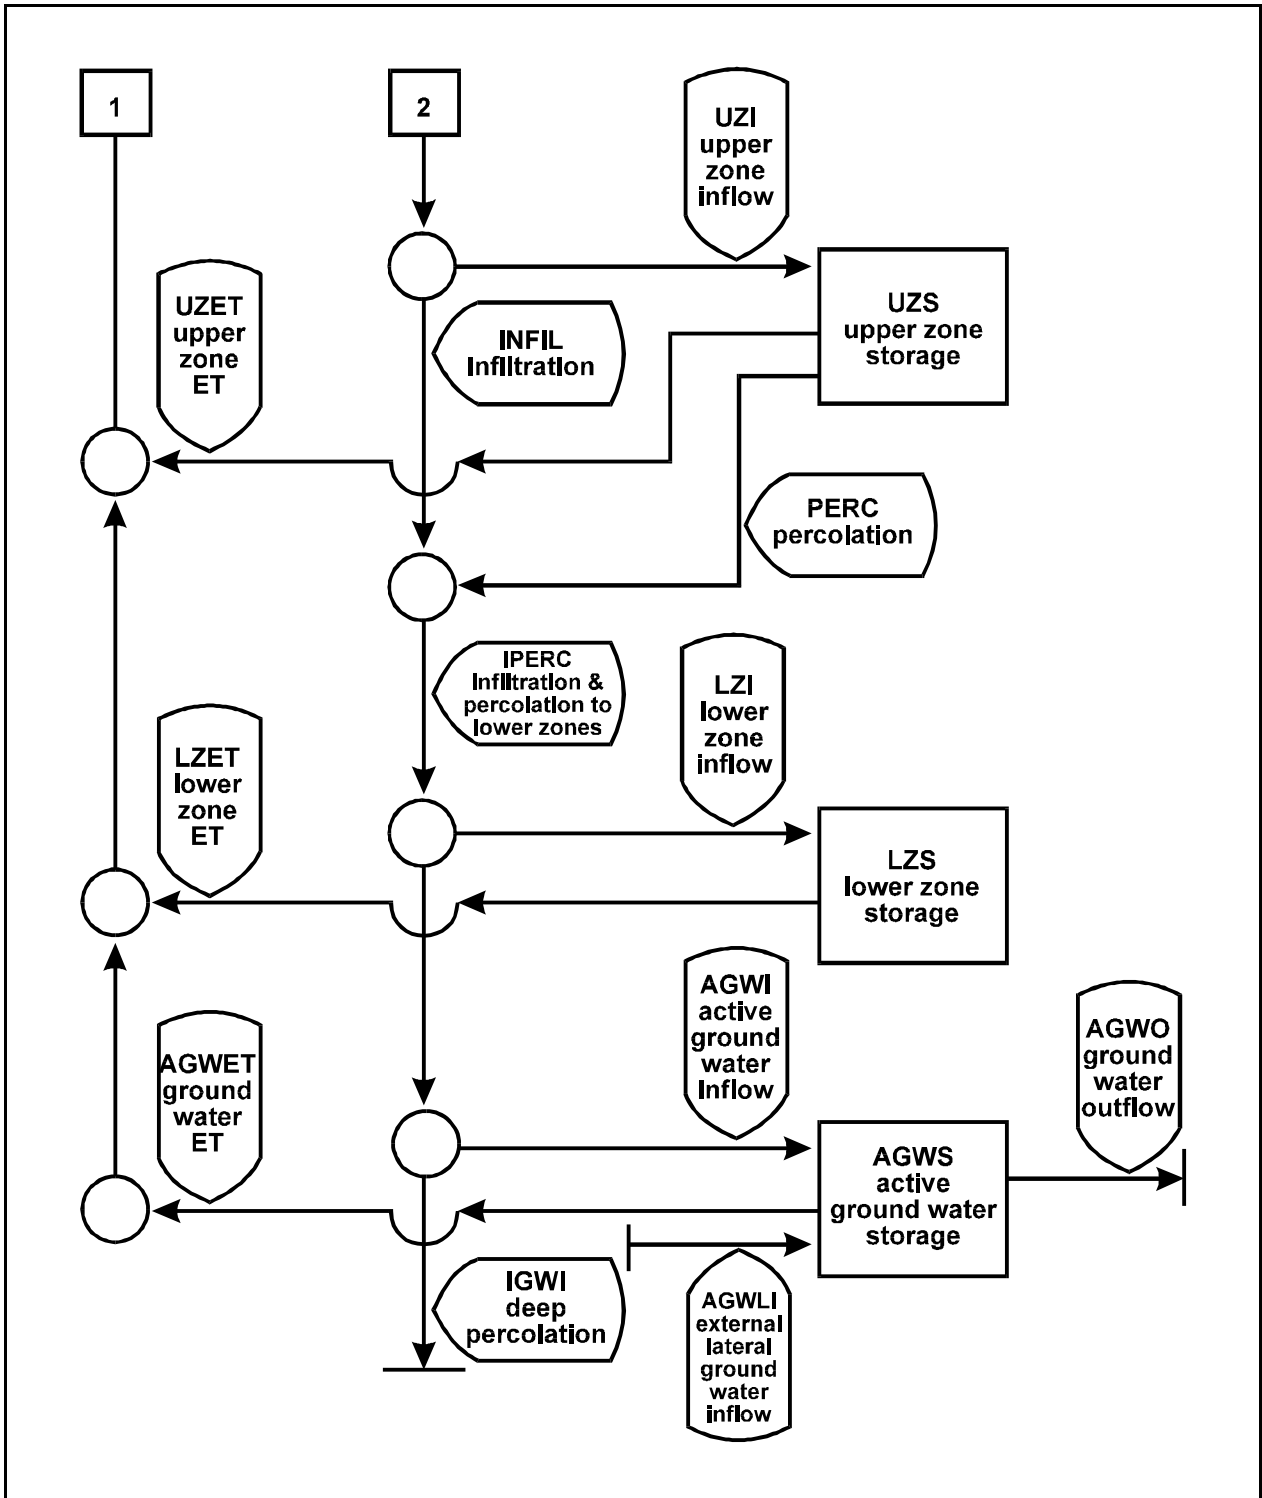 1
2
UZI
upper
zone
inflow
UZET
upper
zone
ET
INFIL
Infiltration
UZS
upper zone
storage
PERC
percolation
IPERC
Infiltration &
percolation to
lower zones
LZI
lower
zone
inflow
LZET
lower
zone
ET
LZS
lower zone
storage
AGWI
active
ground
water
Inflow
AGWO
ground
water
outflow
AGWET
ground
water
ET
AGWS
active
ground water
storage
IGWI
deep
percolation
AGWLI
external
lateral
ground
water
inflow